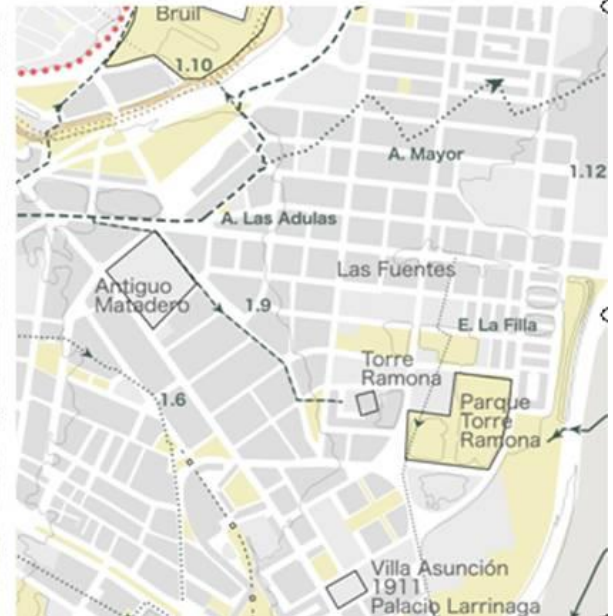 Bruil
1.10
A. Mayor
1.12
A. Las Adulas
Las Fuentes
Antiguo
Matadero
1.9
E. La Filla
Torre
Ramona
1.6
Parque
Torre
Ramona
Villa Asunción
1911
Palacio Larrinaga